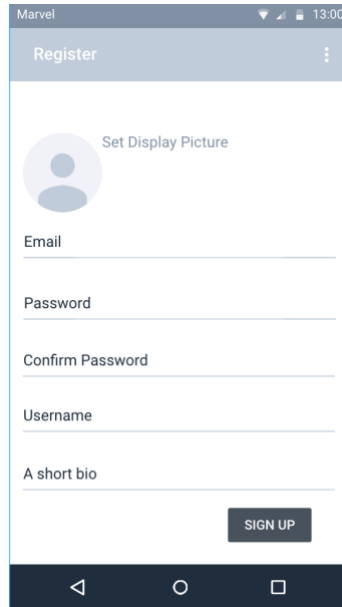 Marvel 13:00
Register
Set Display Picture
Email
Password
Confirm Password
Username
A short bio
SIGN UP